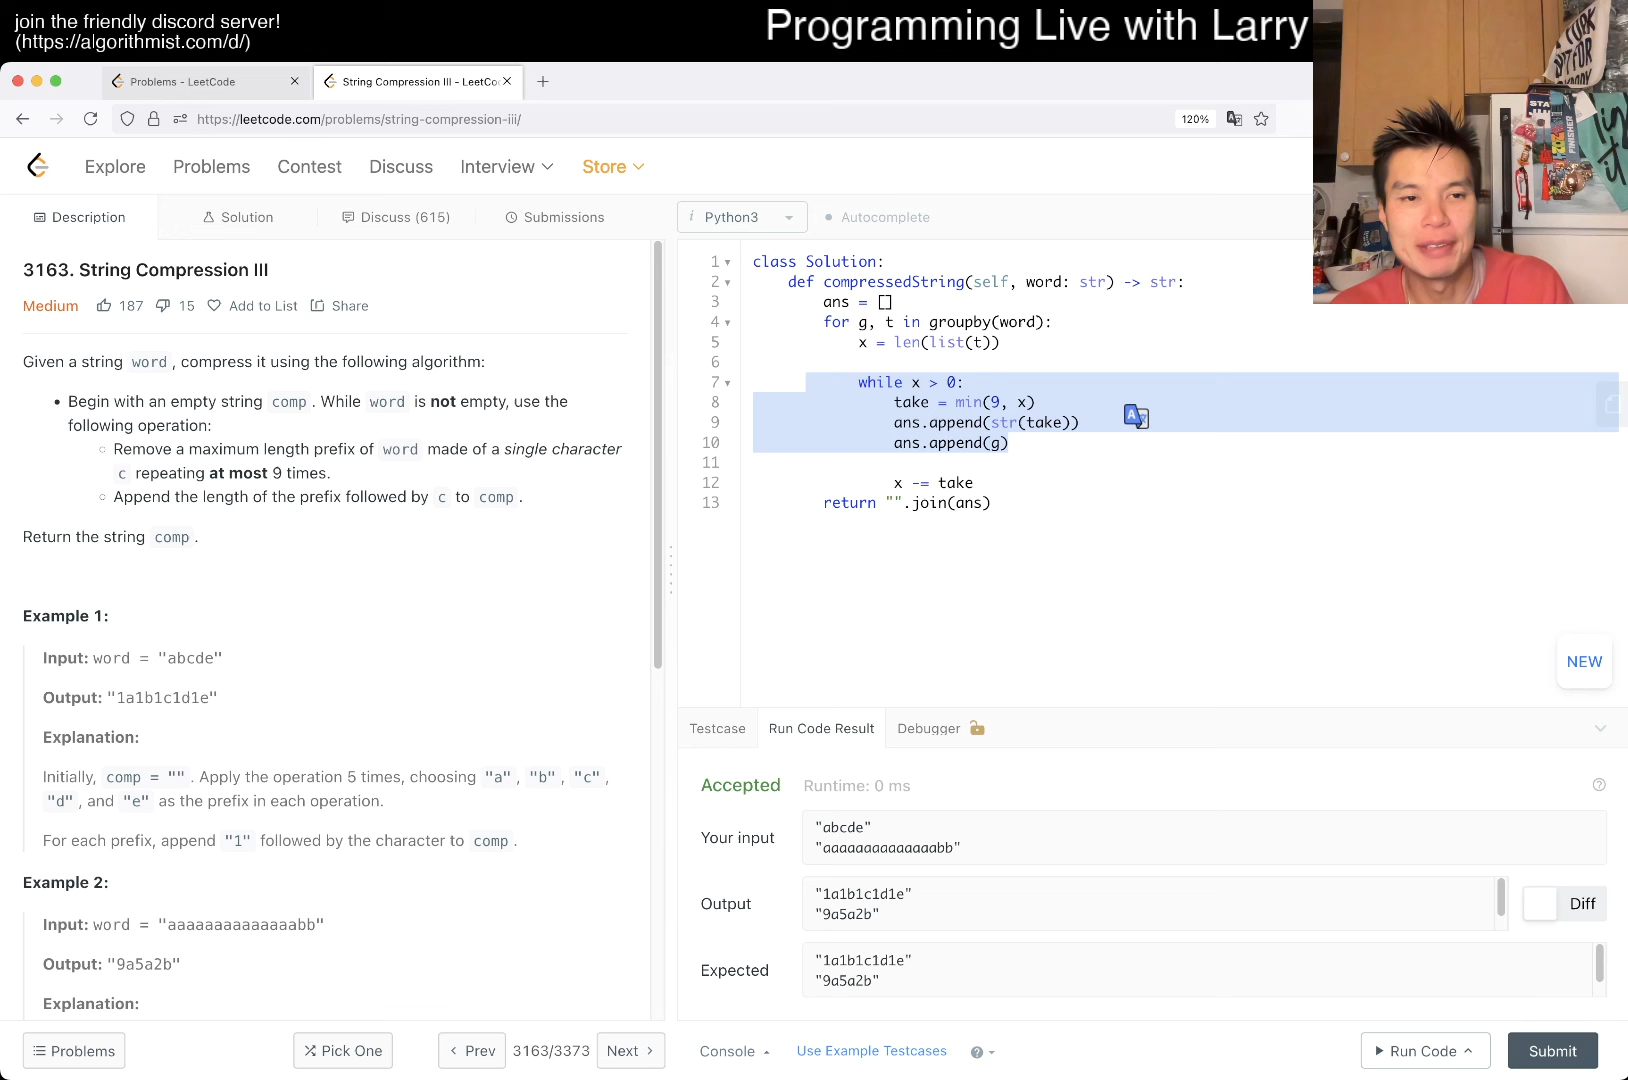 join the friendly discord server!
(https://algorithmist.com/d/)
Programming Live with Larry
Problems - LeetCode
String Compression III - LeetCo
https://leetcode.com/problems/string-compression-iii/
120%
Explore
Problems
Contest
Discuss
Interview
Store
Description
Solution
Discuss (615)
Submissions
i Python3
Autocomplete
3163. String Compression III
Medium
187
15
Add to List
Share
Given a string word, compress it using the following algorithm:
• Begin with an empty string comp. While word is not empty, use the
following operation:
◦ Remove a maximum length prefix of word made of a single character
c repeating at most 9 times.
◦ Append the length of the prefix followed by c to comp.
Return the string comp.
Example 1:
Input: word = "abcde"
Output: "1a1b1c1d1e"
Explanation:
Initially, comp = "". Apply the operation 5 times, choosing "a", "b", "c",
"d", and "e" as the prefix in each operation.
For each prefix, append "1" followed by the character to comp.
Example 2:
Input: word = "aaaaaaaaaaaaaabb"
Output: "9a5a2b"
Explanation:
1 class Solution:
2 def compressedString(self, word: str) -> str:
3 ans = []
4 for g, t in groupby(word):
5 x = len(list(t))
6
7 while x > 0:
8 take = min(9, x)
9 ans.append(str(take))
10 ans.append(g)
11
12 x -= take
13 return "".join(ans)
NEW
Testcase
Run Code Result
Debugger
Accepted
Runtime: 0 ms
Your input
"abcde"
"aaaaaaaaaaaaaabb"
Output
"1a1b1c1d1e"
"9a5a2b"
Diff
Expected
"1a1b1c1d1e"
"9a5a2b"
Problems
Pick One
Prev
3163/3373
Next
Console
Use Example Testcases
Run Code
Submit
FINISHER